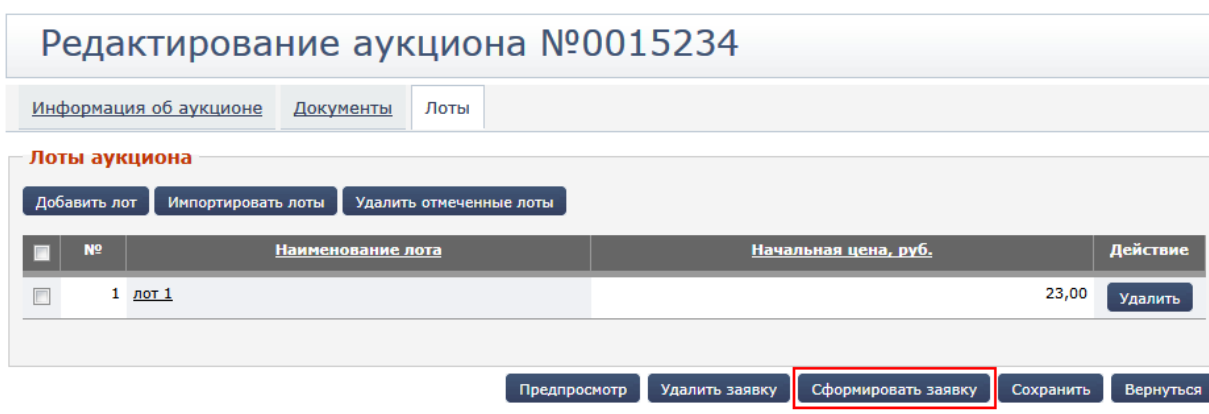 Редактирование аукциона №0015234
Информация об аукционе Документы Лоты
Лоты аукциона
Добавить лот Импортировать лоты Удалить отмеченные лоты
№ Наименование лота Начальная цена, руб. Действие
1 лот 1 23,00 Удалить
Предпросмотр Удалить заявку Сформировать заявку Сохранить Вернуться